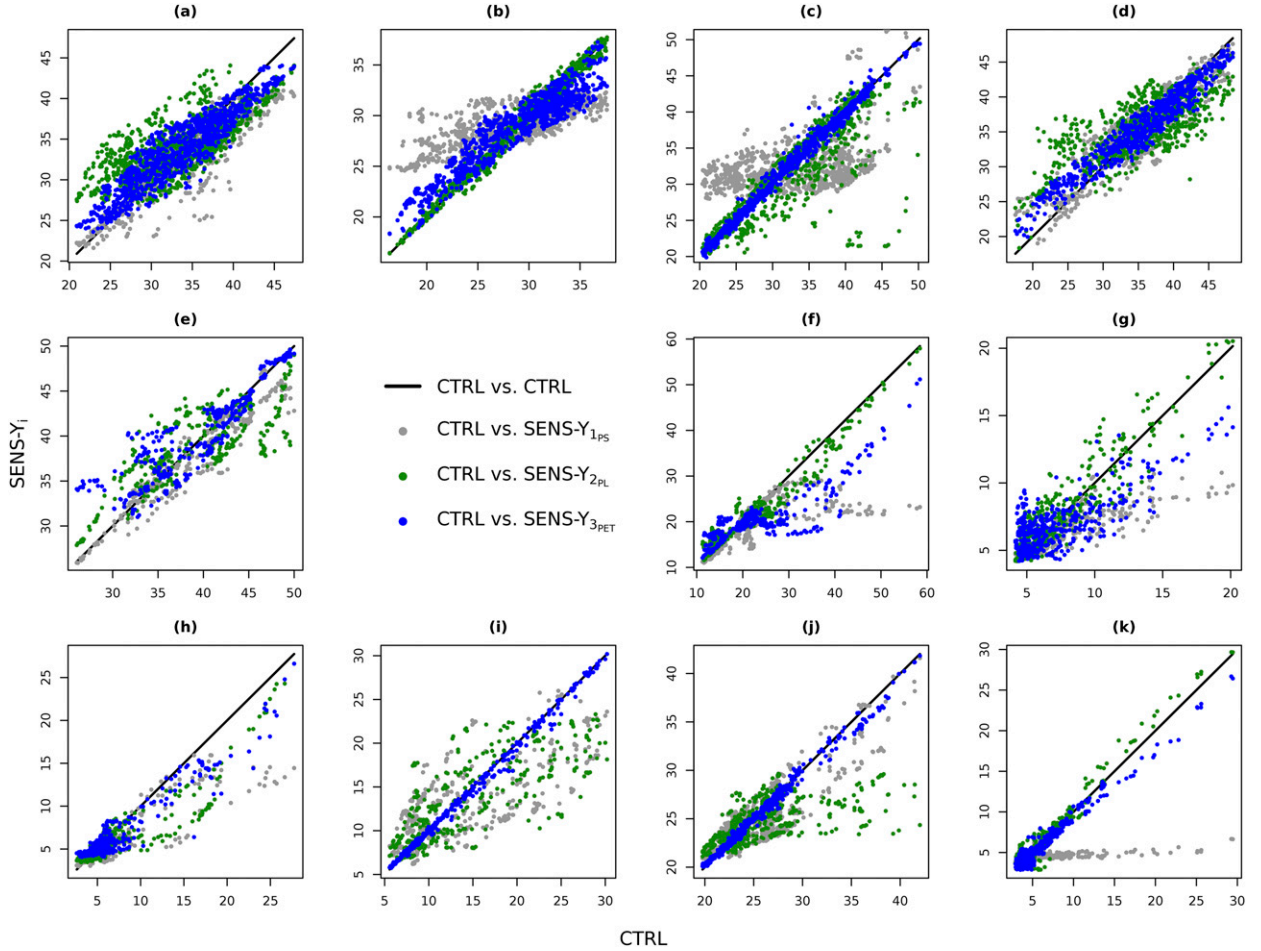 (a) (b) (c) (d)
45 40 35 30 25 20
20 25 30 35 40 45
35 30 25 20
20 25 30 35
50 45 40 35 30 25 20
20 25 30 35 40 45 50
45 40 35 30 25 20
20 25 30 35 40 45
(e) (f) (g)
50 45 40 35 30
30 35 40 45 50
CTRL vs. CTRL
CTRL vs. SENS-Y1PS
CTRL vs. SENS-Y2PL
CTRL vs. SENS-Y3PET
60 50 40 30 20 10
10 20 30 40 50 60
20 15 10 5
5 10 15 20
SENS-Yi
(h) (i) (j) (k)
25 20 15 10 5
5 10 15 20 25
30 25 20 15 10 5
5 10 15 20 25 30
40 35 30 25 20
20 25 30 35 40
30 25 20 15 10 5
5 10 15 20 25 30
CTRL